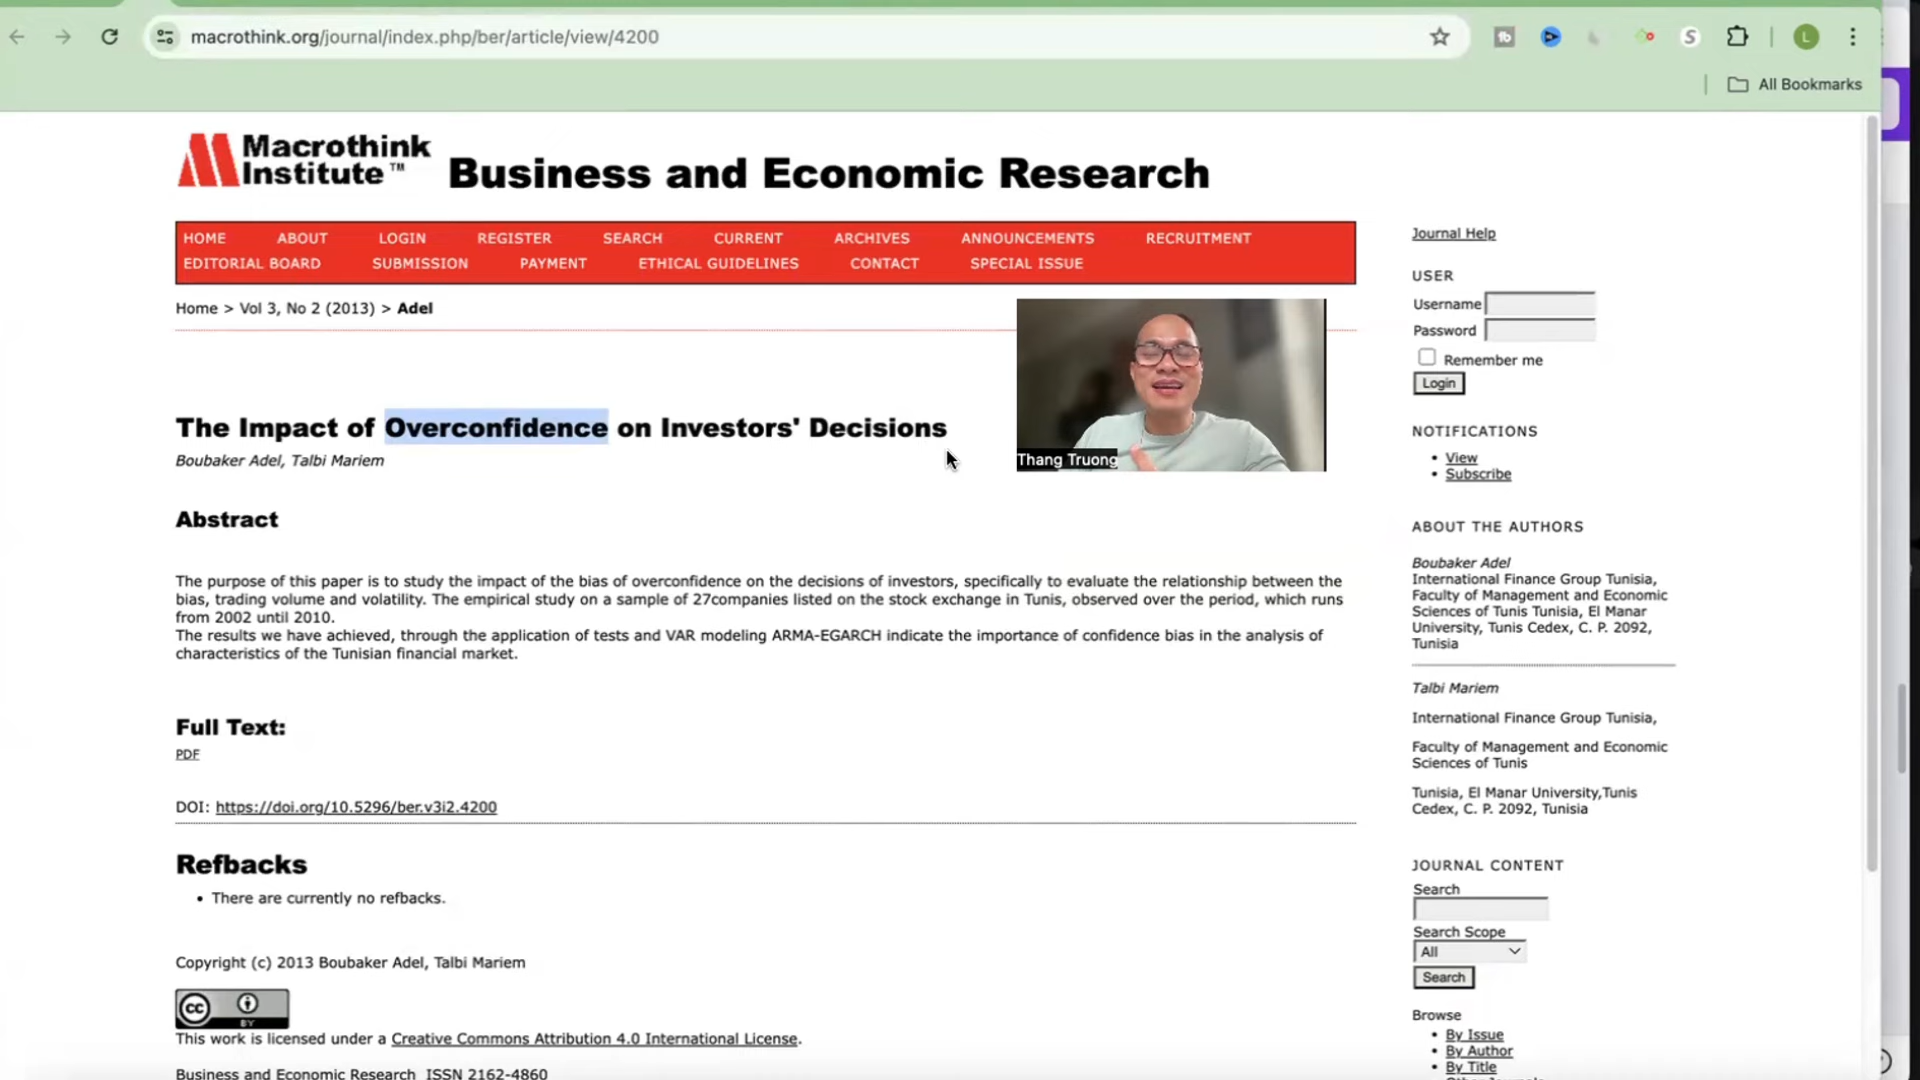 macrothink.org/journal/index.php/ber/article/view/4200
L
All Bookmarks
Macrothink
Institute ™
Business and Economic Research
HOME ABOUT LOGIN REGISTER SEARCH CURRENT ARCHIVES ANNOUNCEMENTS RECRUITMENT
EDITORIAL BOARD SUBMISSION PAYMENT ETHICAL GUIDELINES CONTACT SPECIAL ISSUE
Home > Vol 3, No 2 (2013) > Adel
Thang Truong
The Impact of Overconfidence on Investors' Decisions
Boubaker Adel, Talbi Mariem
Abstract
The purpose of this paper is to study the impact of the bias of overconfidence on the decisions of investors, specifically to evaluate the relationship between the
bias, trading volume and volatility. The empirical study on a sample of 27companies listed on the stock exchange in Tunis, observed over the period, which runs
from 2002 until 2010.
The results we have achieved, through the application of tests and VAR modeling ARMA-EGARCH indicate the importance of confidence bias in the analysis of
characteristics of the Tunisian financial market.
Full Text:
PDF
DOI: https://doi.org/10.5296/ber.v3i2.4200
Refbacks
• There are currently no refbacks.
Copyright (c) 2013 Boubaker Adel, Talbi Mariem
cc BY
This work is licensed under a Creative Commons Attribution 4.0 International License.
Business and Economic Research ISSN 2162-4860
Journal Help
USER
Username
Password
Remember me
Login
NOTIFICATIONS
• View
• Subscribe
ABOUT THE AUTHORS
Boubaker Adel
International Finance Group Tunisia,
Faculty of Management and Economic
Sciences of Tunis Tunisia, El Manar
University, Tunis Cedex, C. P. 2092,
Tunisia
Talbi Mariem
International Finance Group Tunisia,
Faculty of Management and Economic
Sciences of Tunis
Tunisia, El Manar University,Tunis
Cedex, C. P. 2092, Tunisia
JOURNAL CONTENT
Search
Search Scope
All
Search
Browse
• By Issue
• By Author
• By Title